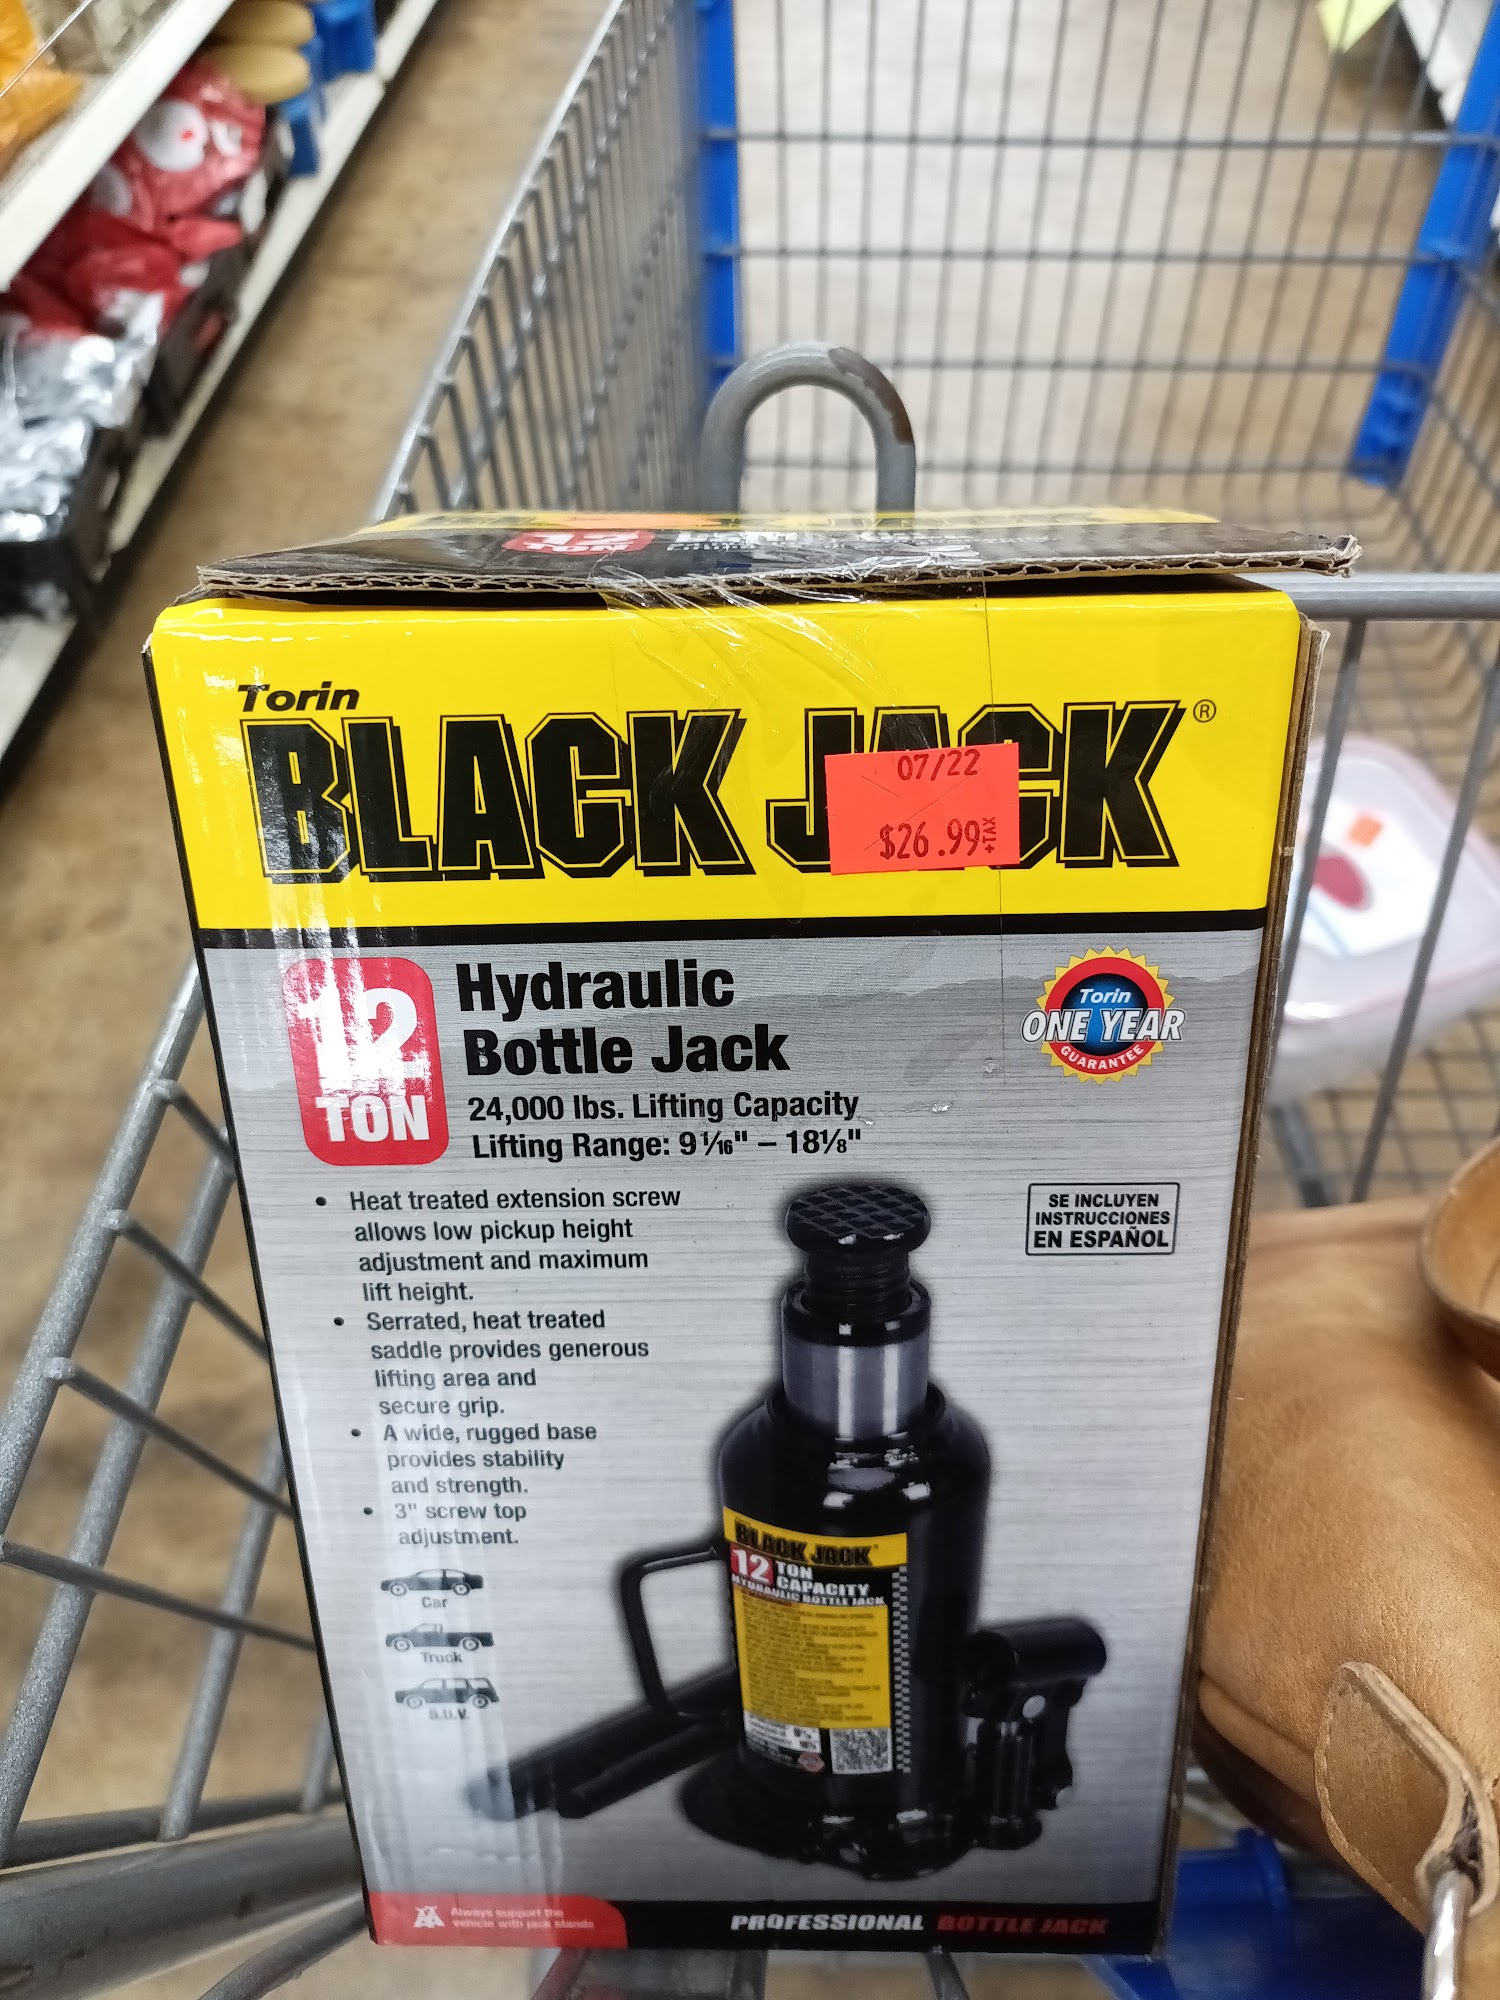 12
TON
Torin
BLACK JACK®
07/22
$26.99+TAX
12
TON
Hydraulic
Bottle Jack
24,000 lbs. Lifting Capacity
Lifting Range: 9 1/16" – 18 1/8"
Torin
ONE YEAR
GUARANTEE
• Heat treated extension screw
allows low pickup height
adjustment and maximum
lift height.
• Serrated, heat treated
saddle provides generous
lifting area and
secure grip.
• A wide, rugged base
provides stability
and strength.
• 3" screw top
adjustment.
SE INCLUYEN
INSTRUCCIONES
EN ESPAÑOL
Car
Truck
S.U.V.
BLACK JACK
12 TON
CAPACITY
HYDRAULIC BOTTLE JACK
Always support the
vehicle with jack stands
PROFESSIONAL BOTTLE JACK